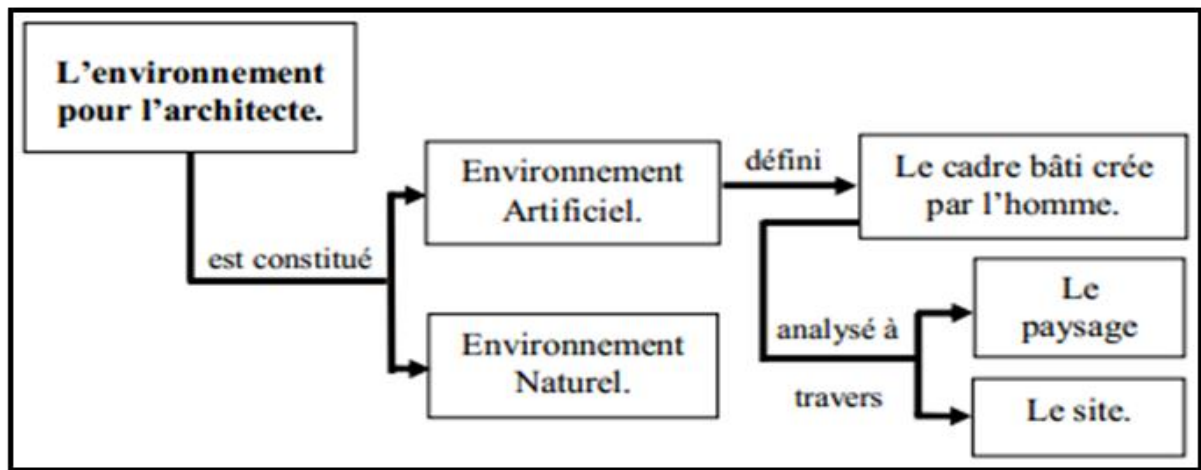 L'environnement
pour l'architecte.
est constitué
Environnement
Artificiel.
Environnement
Naturel.
défini
Le cadre bâti crée
par l'homme.
analysé à
travers
Le
paysage
Le site.